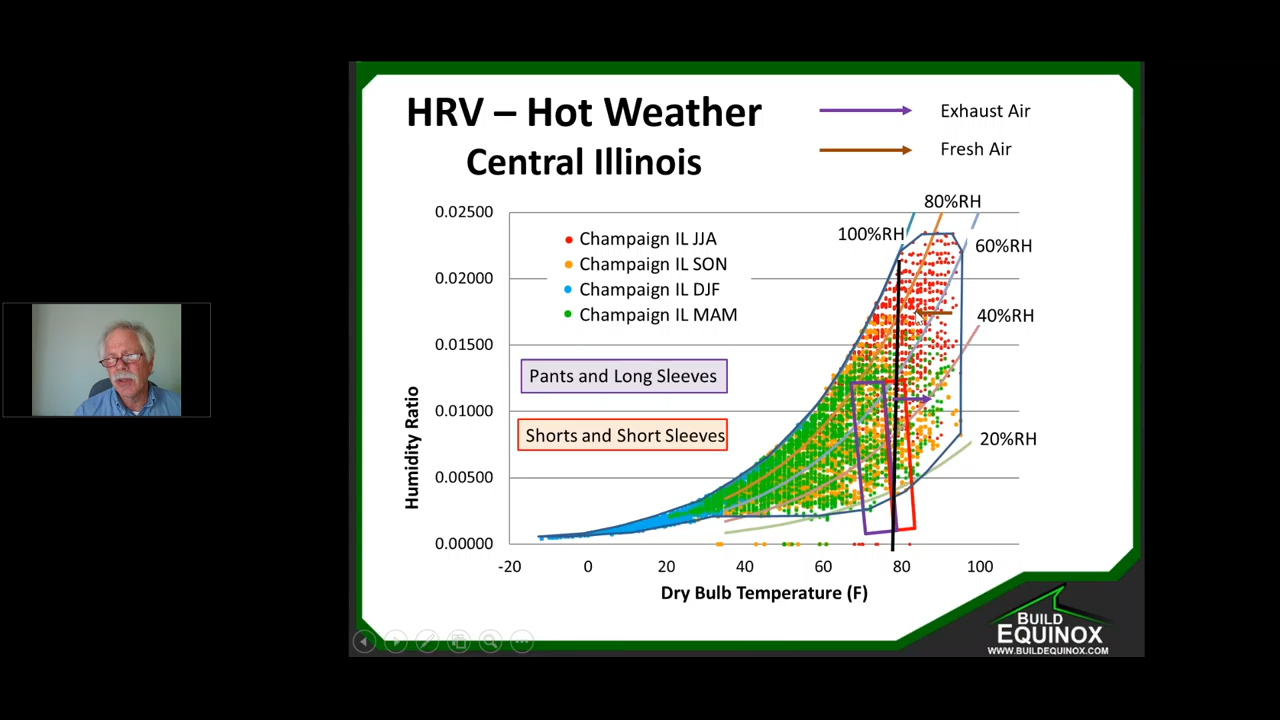 HRV – Hot Weather
Central Illinois
Exhaust Air
Fresh Air
80%RH
100%RH
60%RH
40%RH
20%RH
0.02500
0.02000
0.01500
0.01000
0.00500
0.00000
Humidity Ratio
Champaign IL JJA
Champaign IL SON
Champaign IL DJF
Champaign IL MAM
Pants and Long Sleeves
Shorts and Short Sleeves
-20
0
20
40
60
80
100
Dry Bulb Temperature (F)
BUILD
EQUINOX
WWW.BUILDEQUINOX.COM